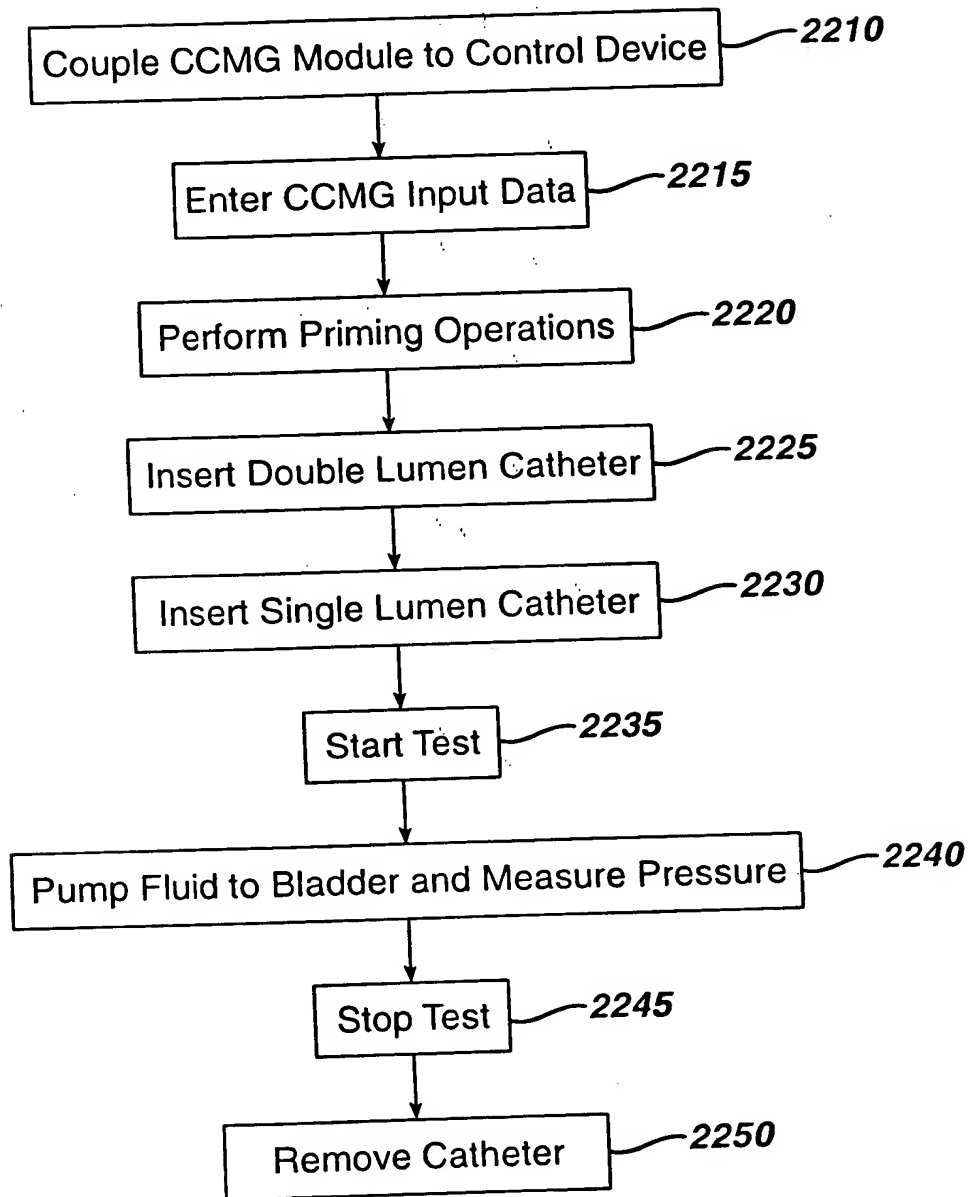 Couple CCMG Module to Control Device 2210
Enter CCMG Input Data 2215
Perform Priming Operations 2220
Insert Double Lumen Catheter 2225
Insert Single Lumen Catheter 2230
Start Test 2235
Pump Fluid to Bladder and Measure Pressure 2240
Stop Test 2245
Remove Catheter 2250